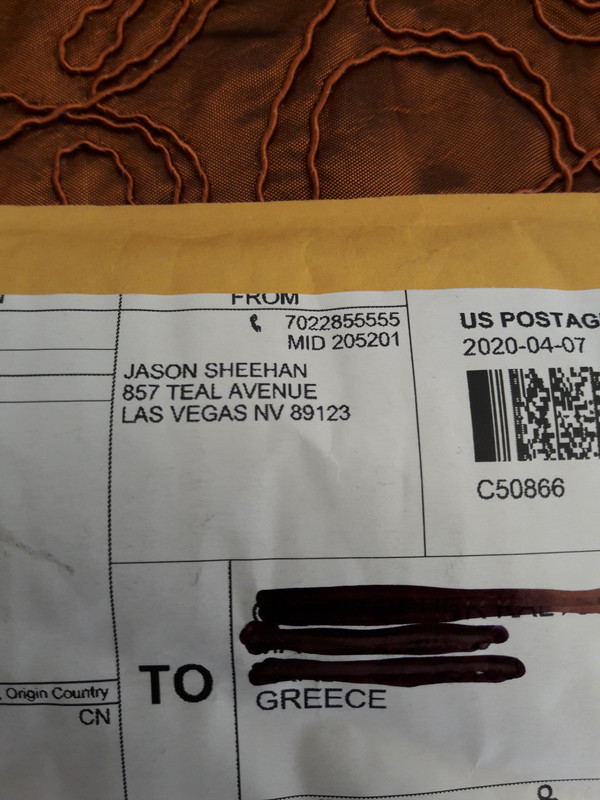 FROM
7022855555
MID 205201
JASON SHEEHAN
857 TEAL AVENUE
LAS VEGAS NV 89123
US POSTAG
2020-04-07
C50866
TO
GREECE
Origin Country
CN